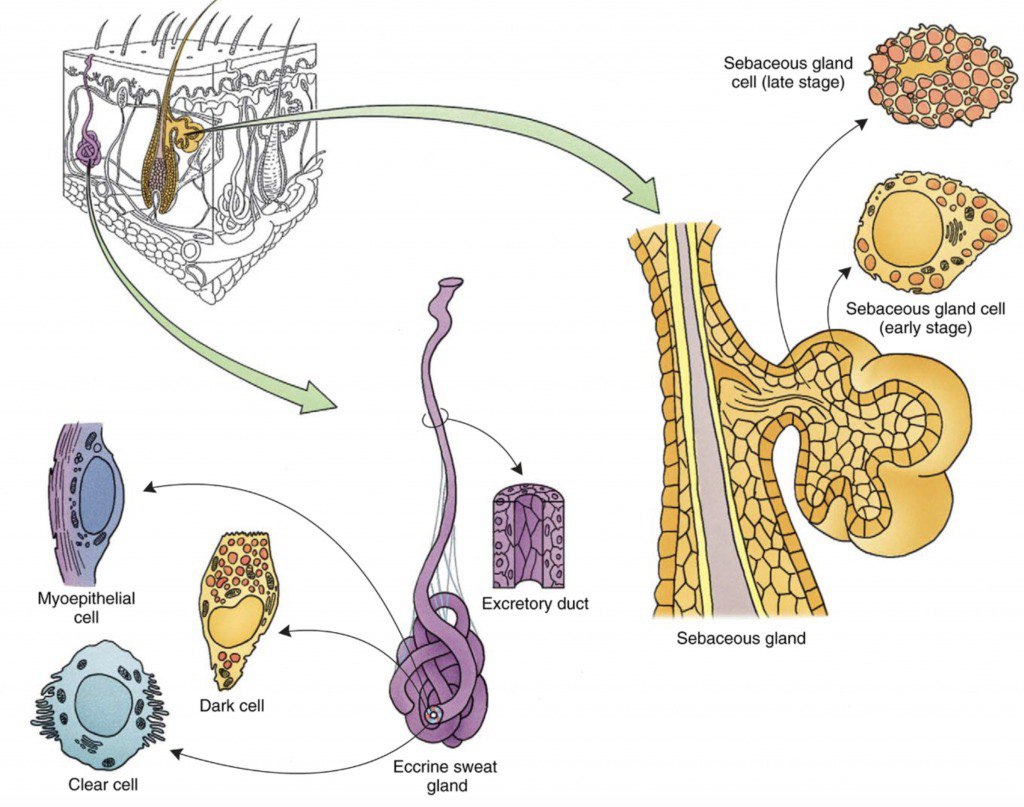 Sebaceous gland
cell (late stage)
Sebaceous gland cell
(early stage)
Myoepithelial
cell
Excretory duct
Sebaceous gland
Dark cell
Eccrine sweat
gland
Clear cell